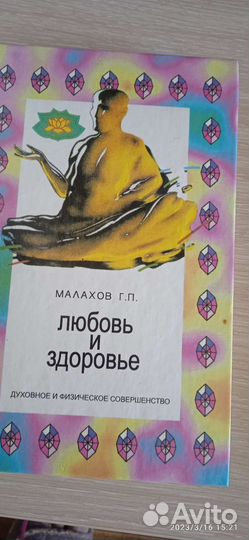 МАЛАХОВ Г.П.
ЛЮБОВЬ
И
ЗДОРОВЬЕ
ДУХОВНОЕ И ФИЗИЧЕСКОЕ СОВЕРШЕНСТВО
Avito
2023/3/16 15:21